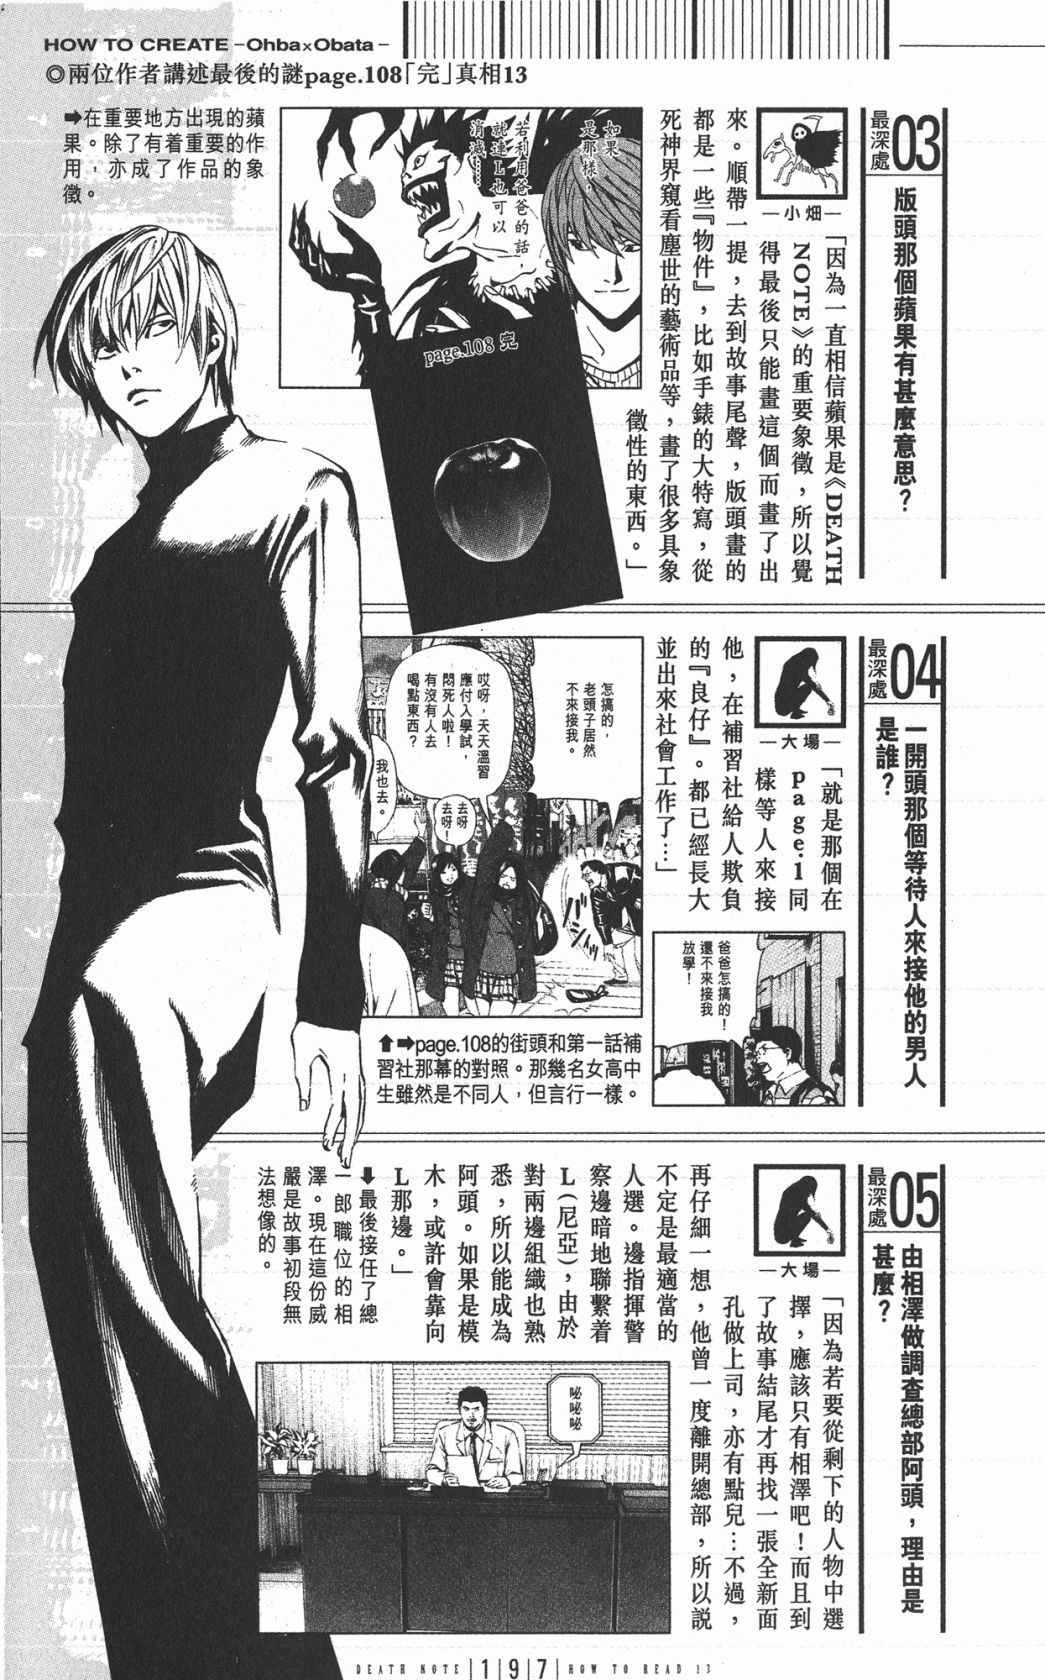 HOW TO CREATE -Ohba×Obata-
◎兩位作者講述最後的謎page.108「完」真相13
最深處03
版頭那個蘋果有甚麼意思？
—小畑—
「因為一直相信蘋果是《DEATH
NOTE》的重要象徵，所以覺
得最後只能畫這個而畫了出
來。順帶一提，去到故事尾聲，版頭畫的
都是一些『物件』，比如手錶的大特寫，從
死神界窺看塵世的藝術品等，畫了很多具象
徵性的東西。」
如果
是那樣，
若利用爸爸的話，
就連L也可以
消滅……
page.108 完
➡在重要地方出現的蘋
果。除了有着重要的作
用，亦成了作品的象
徵。
最深處04
一開頭那個等待人來接他的男人
是誰？
—大場—
「就是那個在
page.1同
樣等人來接
他，在補習社給人欺負
的『良仔』。都已經長大
並出來社會工作了…」
怎搞的，
老頭子居然
不來接我。
哎呀，天天溫習
應付入學試，
悶死人啦！
有沒有人去
喝點東西？
我也去。
去呀
去呀！
爸爸怎搞的！
還不來接我
放學！
⬆➡page.108的街頭和第一話補
習社那幕的對照。那幾名女高中
生雖然是不同人，但言行一樣。
最深處05
由相澤做調查總部阿頭，理由是
甚麼？
—大場—
「因為若要從剩下的人物中選
擇，應該只有相澤吧！而且到
了故事結尾才再找一張全新面
孔做上司，亦有點兒…不過，
再仔細一想，他曾一度離開總部，所以說
不定是最適當的
人選。邊指揮警
察邊暗地聯繫着
L（尼亞），由於
對兩邊組織也熟
悉，所以能成為
阿頭。如果是模
木，或許會靠向
L那邊。」
⬇最後接任了總
一郎職位的相
澤。現在這份威
嚴是故事初段無
法想像的。
咇咇咇
DEATH NOTE |1|9|7| HOW TO READ 13